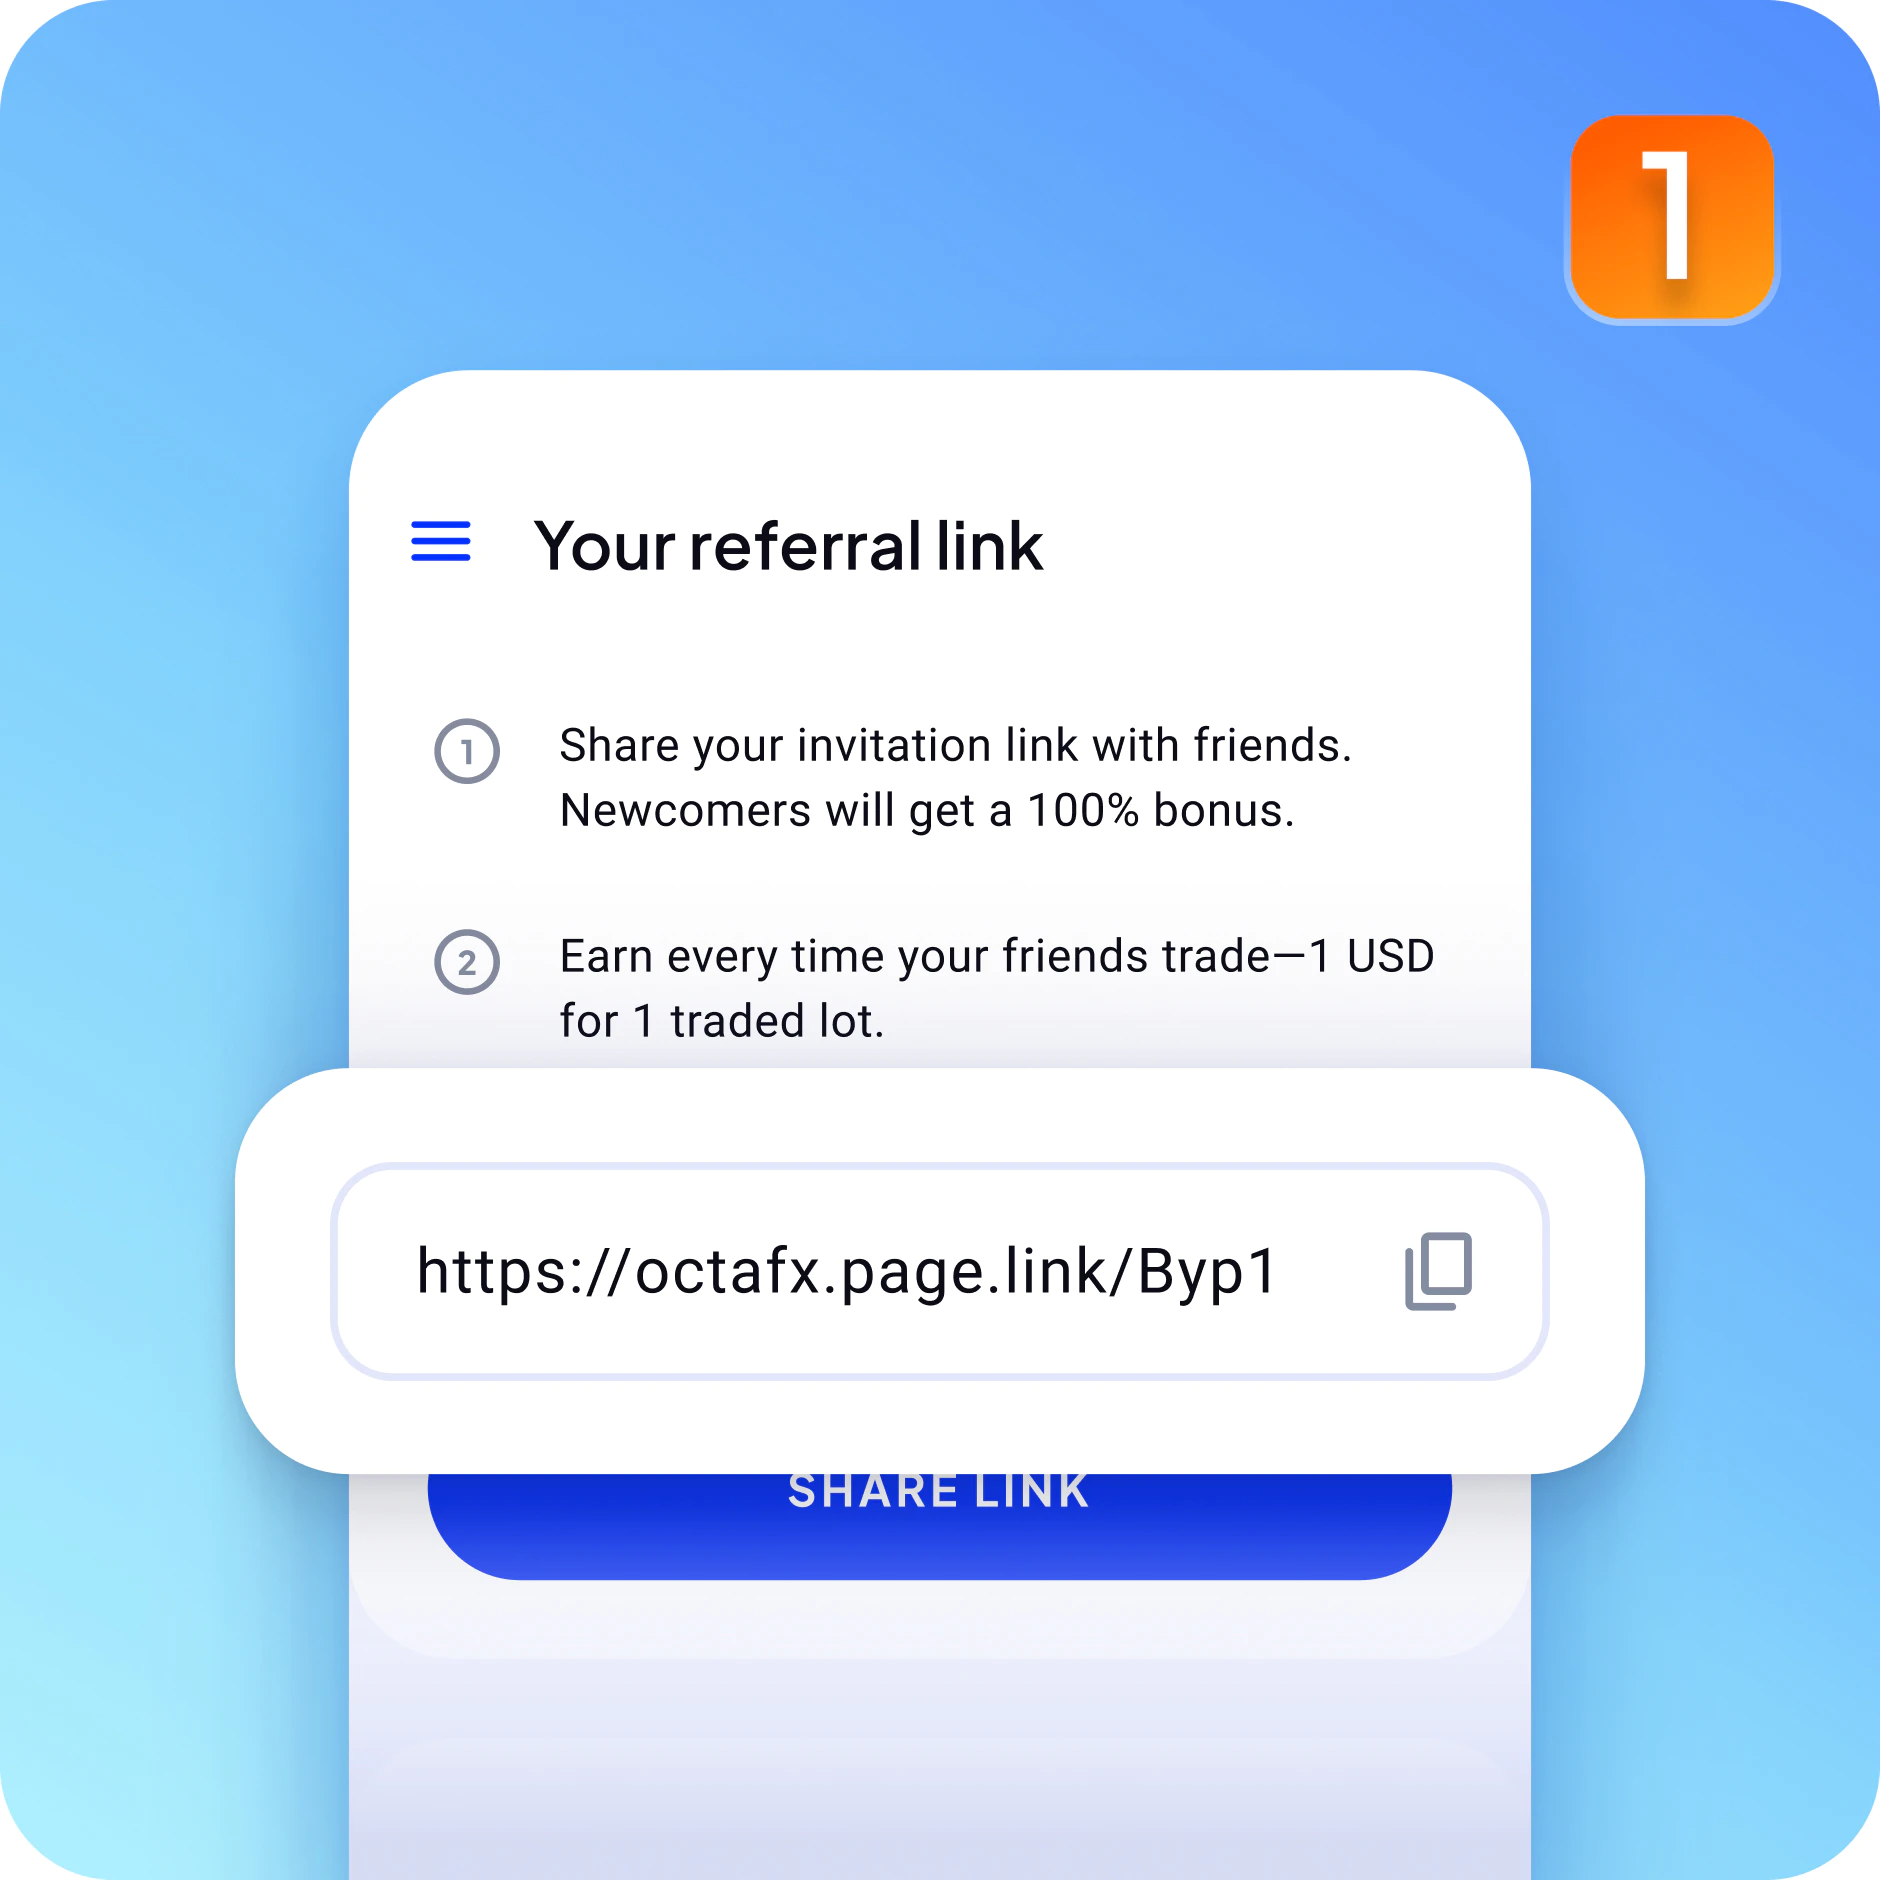 1
Your referral link
1
Share your invitation link with friends.
Newcomers will get a 100% bonus.
2
Earn every time your friends trade—1 USD
for 1 traded lot.
https://octafx.page.link/Byp1
SHARE LINK